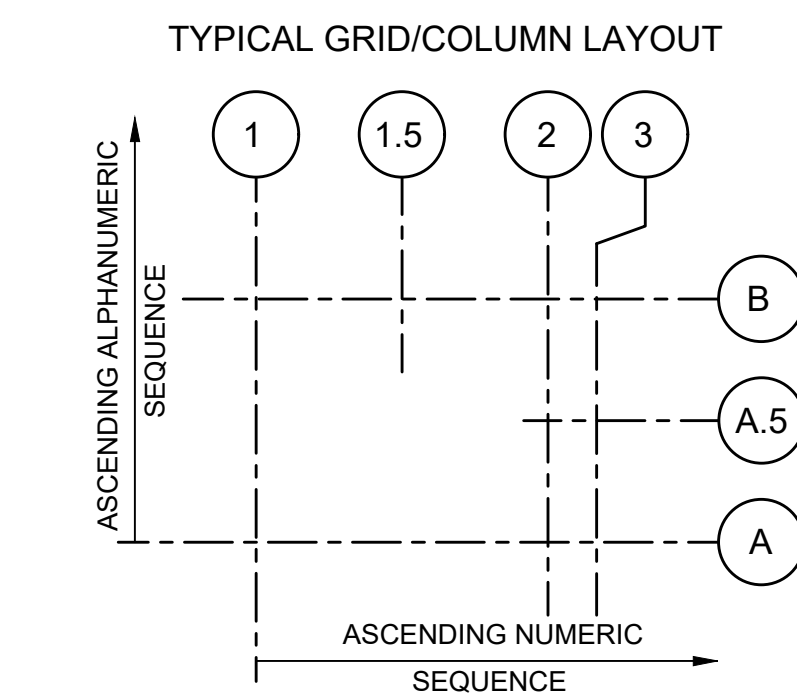 TYPICAL GRID/COLUMN LAYOUT
1
1.5
2
3
ASCENDING ALPHANUMERIC
SEQUENCE
B
A.5
A
ASCENDING NUMERIC
SEQUENCE